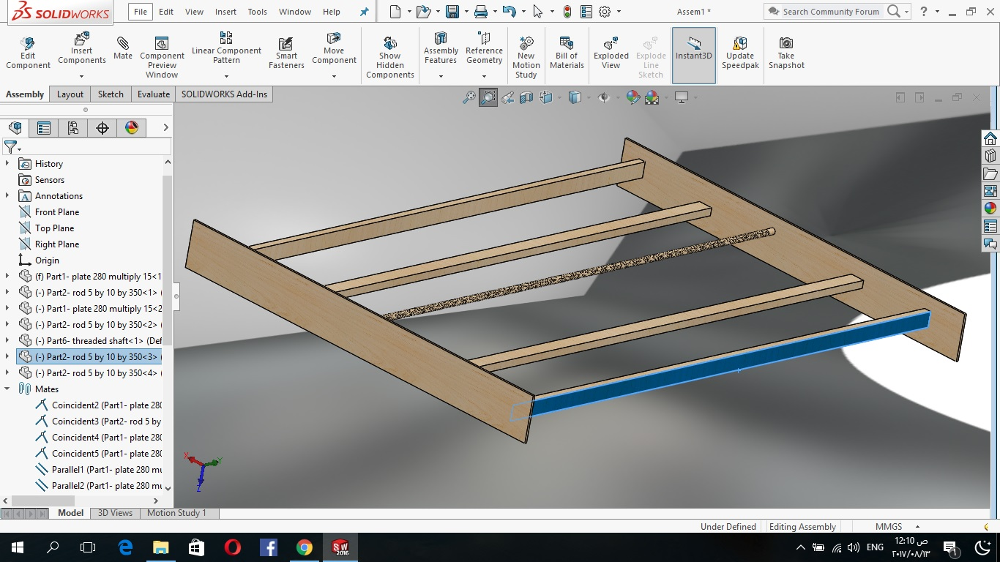 SOLIDWORKS File Edit View Insert Tools Window Help Assem1 * Search Community Forum ?
Edit Component
Insert Components
Mate
Component Preview Window
Linear Component Pattern
Smart Fasteners
Move Component
Show Hidden Components
Assembly Features
Reference Geometry
New Motion Study
Bill of Materials
Exploded View
Explode Line Sketch
Instant3D
Update Speedpak
Take Snapshot
Assembly Layout Sketch Evaluate SOLIDWORKS Add-Ins
History
Sensors
A Annotations
Front Plane
Top Plane
Right Plane
Origin
(f) Part1- plate 280 multiply 15<1
(-) Part2- rod 5 by 10 by 350<1> (
(-) Part1- plate 280 multiply 15<2
(-) Part2- rod 5 by 10 by 350<2> (
(-) Part6- threaded shaft<1> (Def
(-) Part2- rod 5 by 10 by 350<3> (
(-) Part2- rod 5 by 10 by 350<4> (
Mates
Coincident2 (Part1- plate 280
Coincident3 (Part2- rod 5 by
Coincident4 (Part1- plate 280
Coincident5 (Part1- plate 280
Parallel1 (Part1- plate 280 mu
Parallel2 (Part1- plate 280 mu
X Y
Z
Model 3D Views Motion Study 1
Under Defined Editing Assembly MMGS
SW 2016 ENG 12:10 ص
٢٠١٧/٠٨/١٣ 1